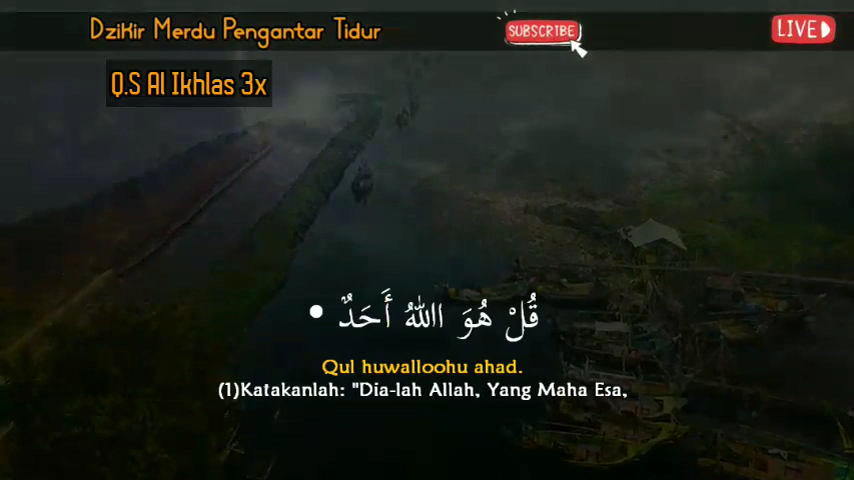 Dzikir Merdu Pengantar Tidur
SUBSCRIBE
LIVE
Q.S Al Ikhlas 3x
قُلْ هُوَ اللّٰهُ أَحَدٌ •
Qul huwalloohu ahad.
(1)Katakanlah: "Dia-lah Allah, Yang Maha Esa,